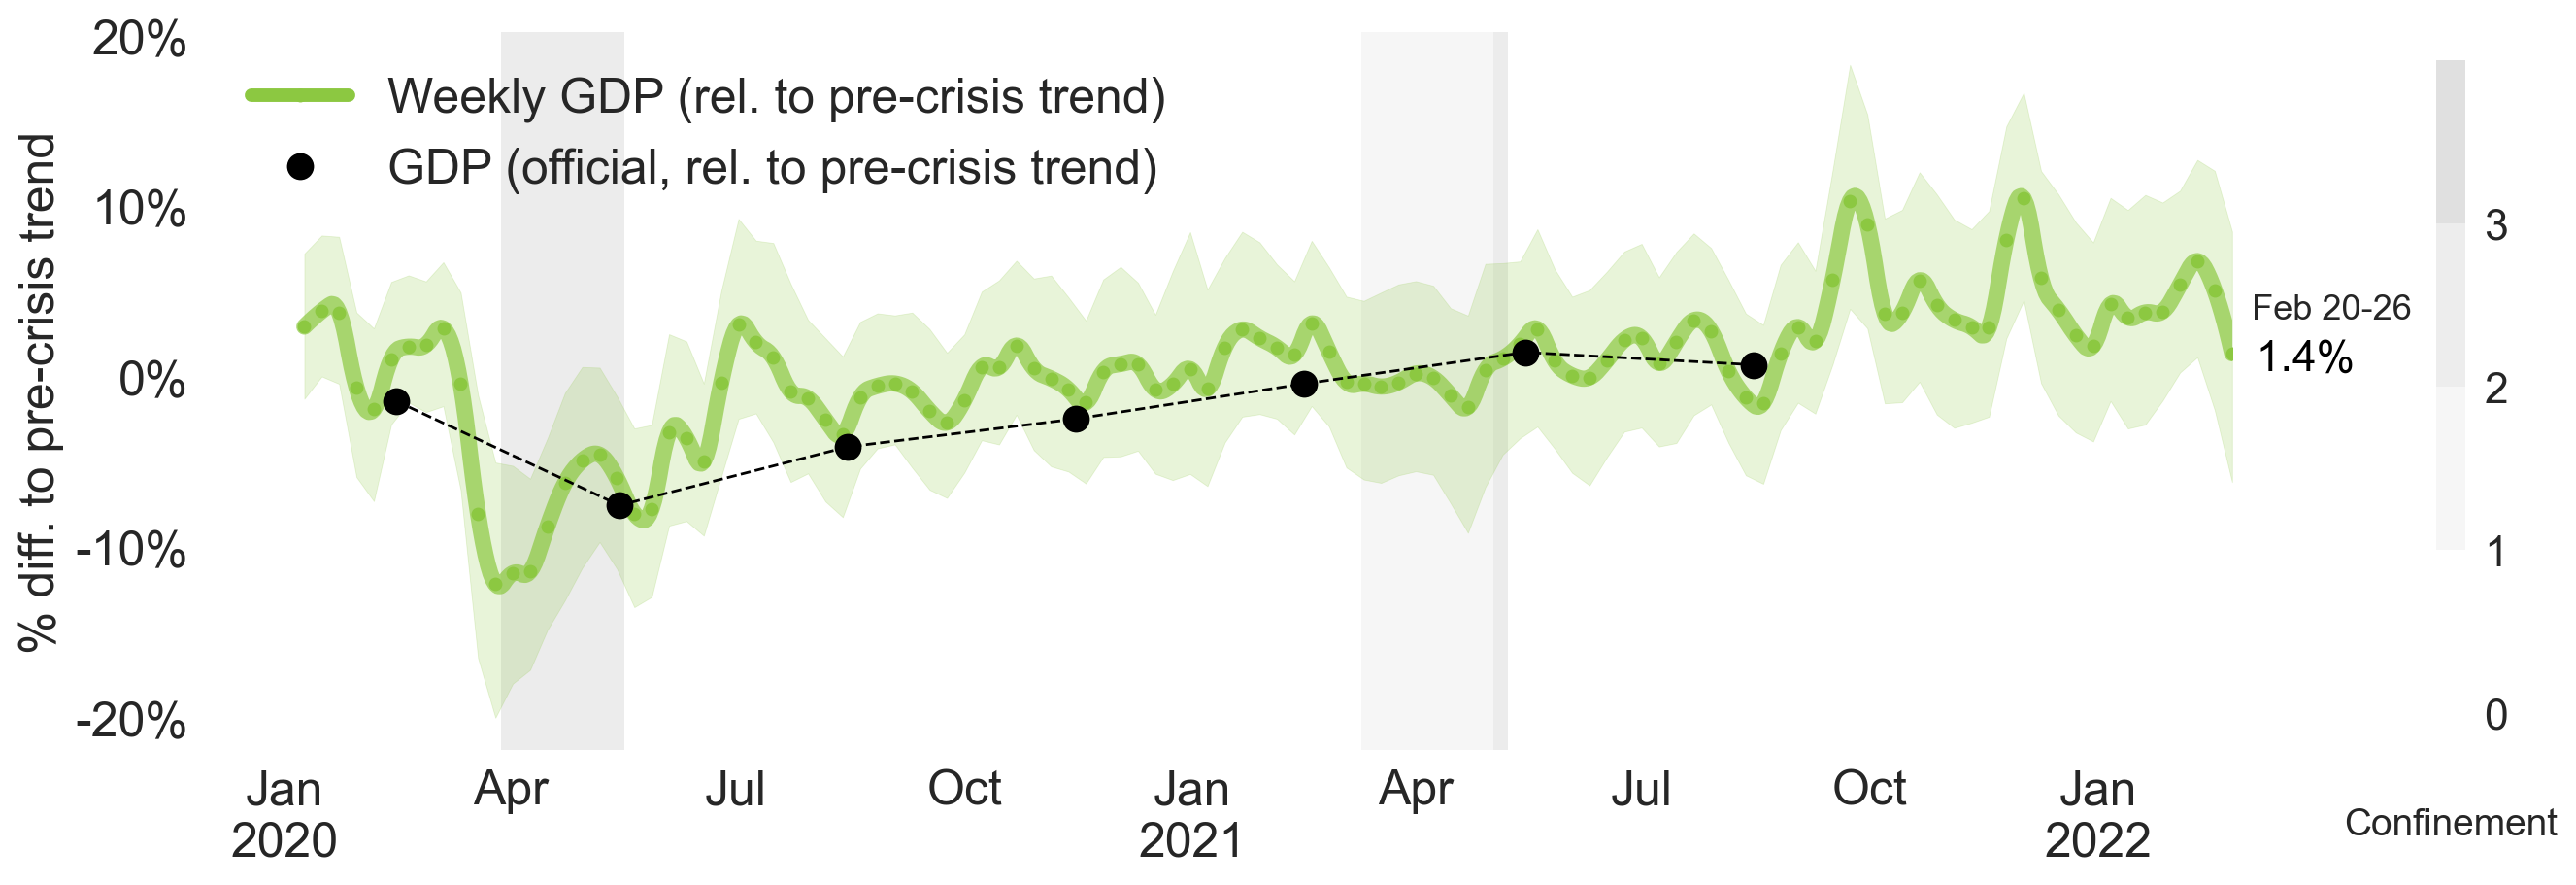 % diff. to pre-crisis trend
20%
10%
0%
-10%
-20%
Weekly GDP (rel. to pre-crisis trend)
GDP (official, rel. to pre-crisis trend)
Feb 20-26
1.4%
3
2
1
0
Jan Apr Jul Oct Jan Apr Jul Oct Jan
2020 2021 2022
Confinement